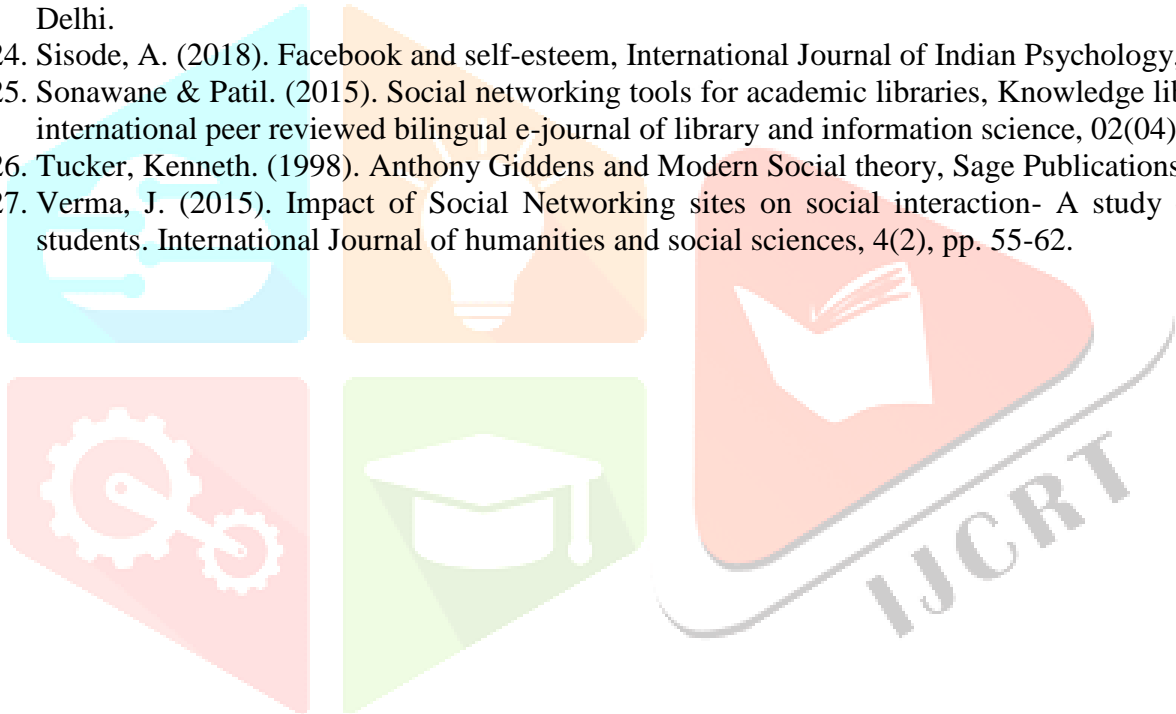 Delhi.
24. Sisode, A. (2018). Facebook and self-esteem, International Journal of Indian Psychology,
25. Sonawane & Patil. (2015). Social networking tools for academic libraries, Knowledge
international peer reviewed bilingual e-journal of library and information science, 02(04)
26. Tucker, Kenneth. (1998). Anthony Giddens and Modern Social theory, Sage Publications
27. Verma, J. (2015). Impact of Social Networking sites on social interaction- A study
students. International Journal of humanities and social sciences, 4(2), pp. 55-62.
IJCRT